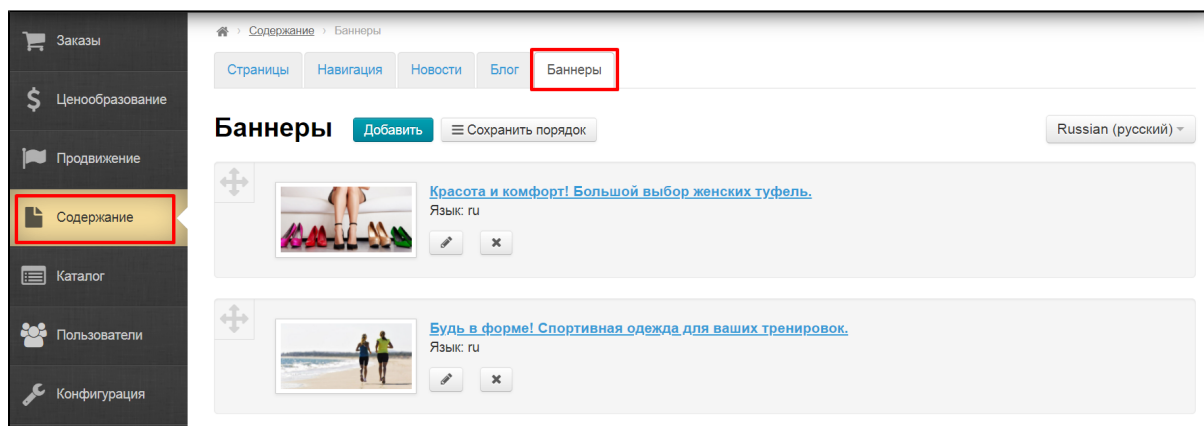 Заказы
Ценообразование
Продвижение
Содержание
Каталог
Пользователи
Конфигурация
Содержание Баннеры
Страницы Навигация Новости Блог Баннеры
Баннеры Добавить Сохранить порядок Russian (русский)
Красота и комфорт! Большой выбор женских туфель.
Язык: ru
Будь в форме! Спортивная одежда для ваших тренировок.
Язык: ru